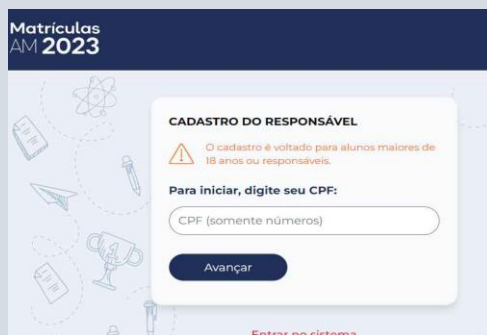 Matrículas
AM 2023
CADASTRO DO RESPONSÁVEL
O cadastro é voltado para alunos maiores de
18 anos ou responsáveis.
Para iniciar, digite seu CPF:
CPF (somente números)
Avançar
Entrar no sistema